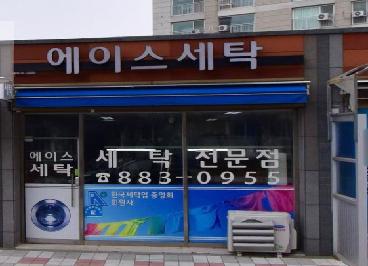 에이스세탁
에이스
세탁
세탁 전문점
☎883-0955
한국세탁업 중앙회
회원사